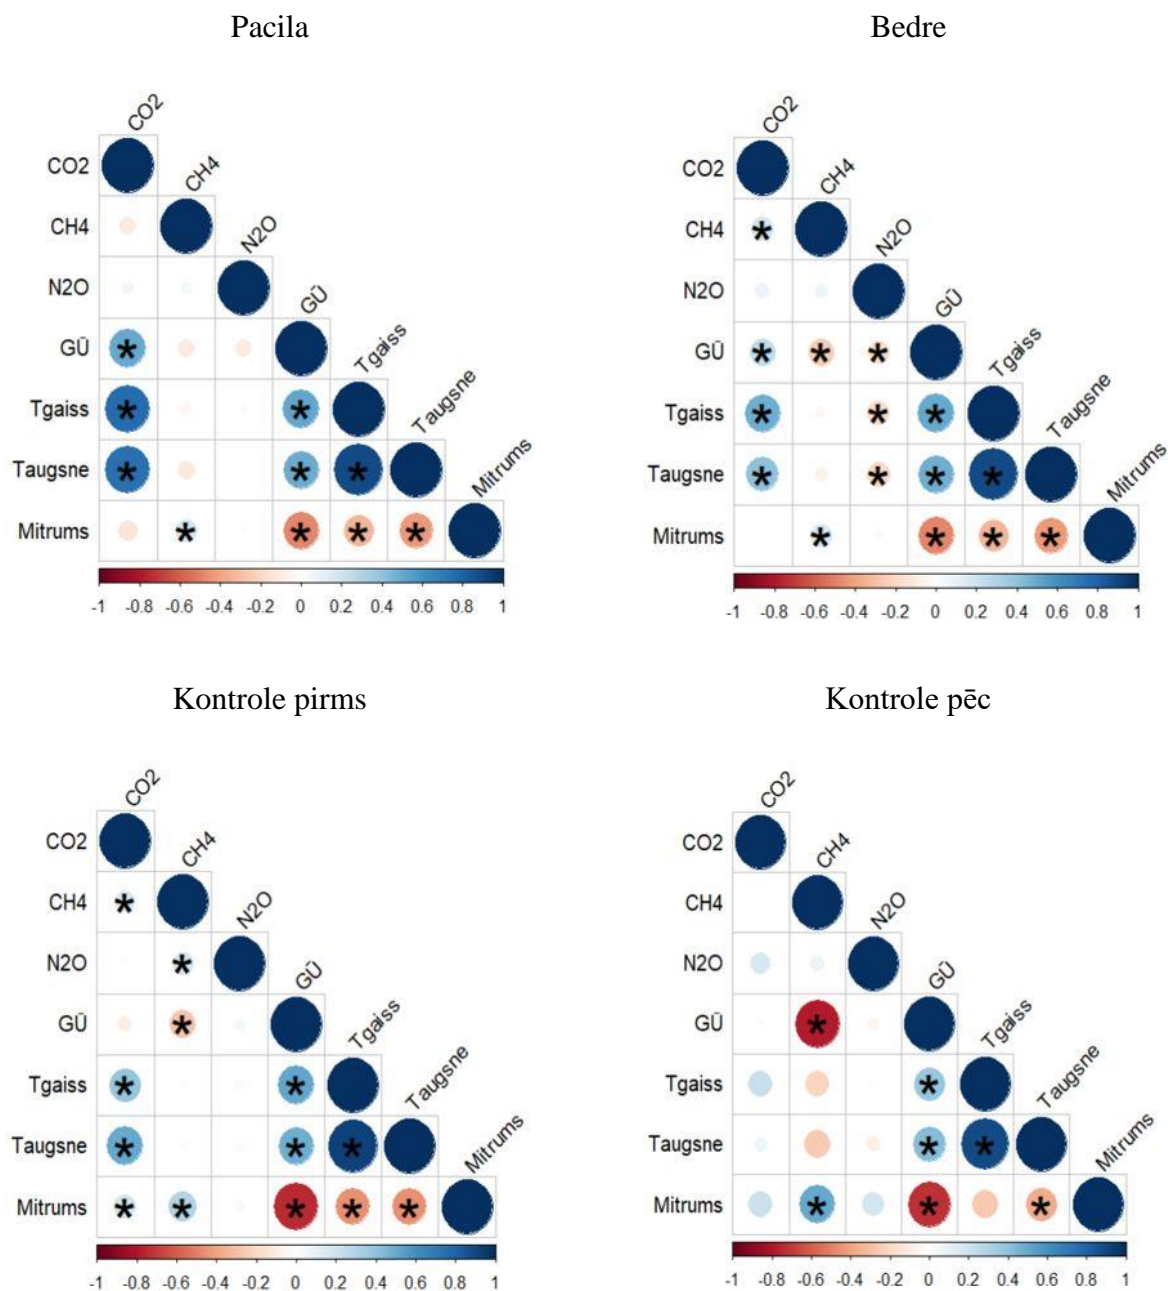 Pacila
CO2
CO2
CH4
CH4
N2O
N2O
GŪ
GŪ
Tgaiss
Tgaiss
Taugsne
Taugsne
Mitrums
Mitrums
* * * * * * * * * *
-1 -0.8 -0.6 -0.4 -0.2 0 0.2 0.4 0.6 0.8 1
Bedre
CO2
CO2
CH4
CH4
N2O
N2O
GŪ
GŪ
Tgaiss
Tgaiss
Taugsne
Taugsne
Mitrums
Mitrums
* * * * * * * * * * * * * * *
-1 -0.8 -0.6 -0.4 -0.2 0 0.2 0.4 0.6 0.8 1
Kontrole pirms
CO2
CO2
CH4
CH4
N2O
N2O
GŪ
GŪ
Tgaiss
Tgaiss
Taugsne
Taugsne
Mitrums
Mitrums
* * * * * * * * * * * * *
-1 -0.8 -0.6 -0.4 -0.2 0 0.2 0.4 0.6 0.8 1
Kontrole pēc
CO2
CO2
CH4
CH4
N2O
N2O
GŪ
GŪ
Tgaiss
Tgaiss
Taugsne
Taugsne
Mitrums
Mitrums
* * * * * * *
-1 -0.8 -0.6 -0.4 -0.2 0 0.2 0.4 0.6 0.8 1